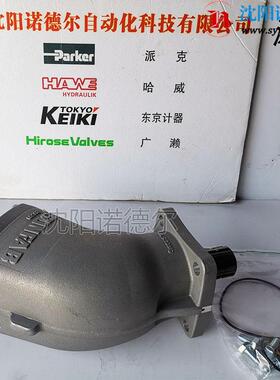 沈阳诺德
阳诺德尔自动化科技有限公司
Parker 派克
HAWE 哈威
HYDRAULIK
TOKYO
KEIKI 东京计器
HiroseValves 广濑
沈阳诺德尔